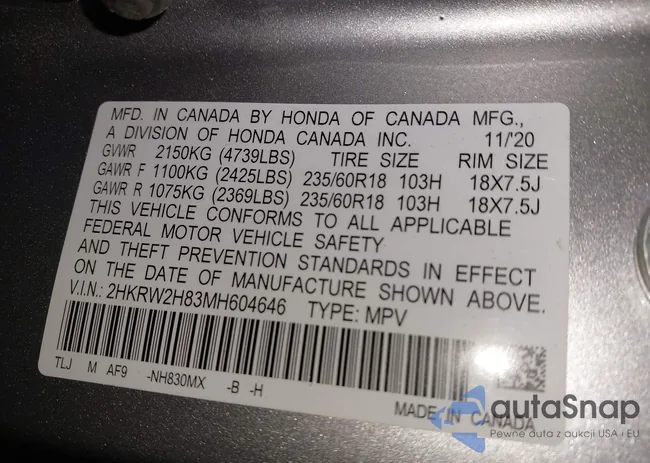 MFD. IN CANADA BY HONDA OF CANADA MFG.,
A DIVISION OF HONDA CANADA INC. 11/'20
GVWR 2150KG (4739LBS) TIRE SIZE RIM SIZE
GAWR F 1100KG (2425LBS) 235/60R18 103H 18X7.5J
GAWR R 1075KG (2369LBS) 235/60R18 103H 18X7.5J
THIS VEHICLE CONFORMS TO ALL APPLICABLE
FEDERAL MOTOR VEHICLE SAFETY
AND THEFT PREVENTION STANDARDS IN EFFECT
ON THE DATE OF MANUFACTURE SHOWN ABOVE.
V.I.N.: 2HKRW2H83MH604646 TYPE: MPV
TLJ M AF9 -NH830MX -B -H
MADE IN CANADA
autaSnap
Pewne auta z aukcji USA i EU